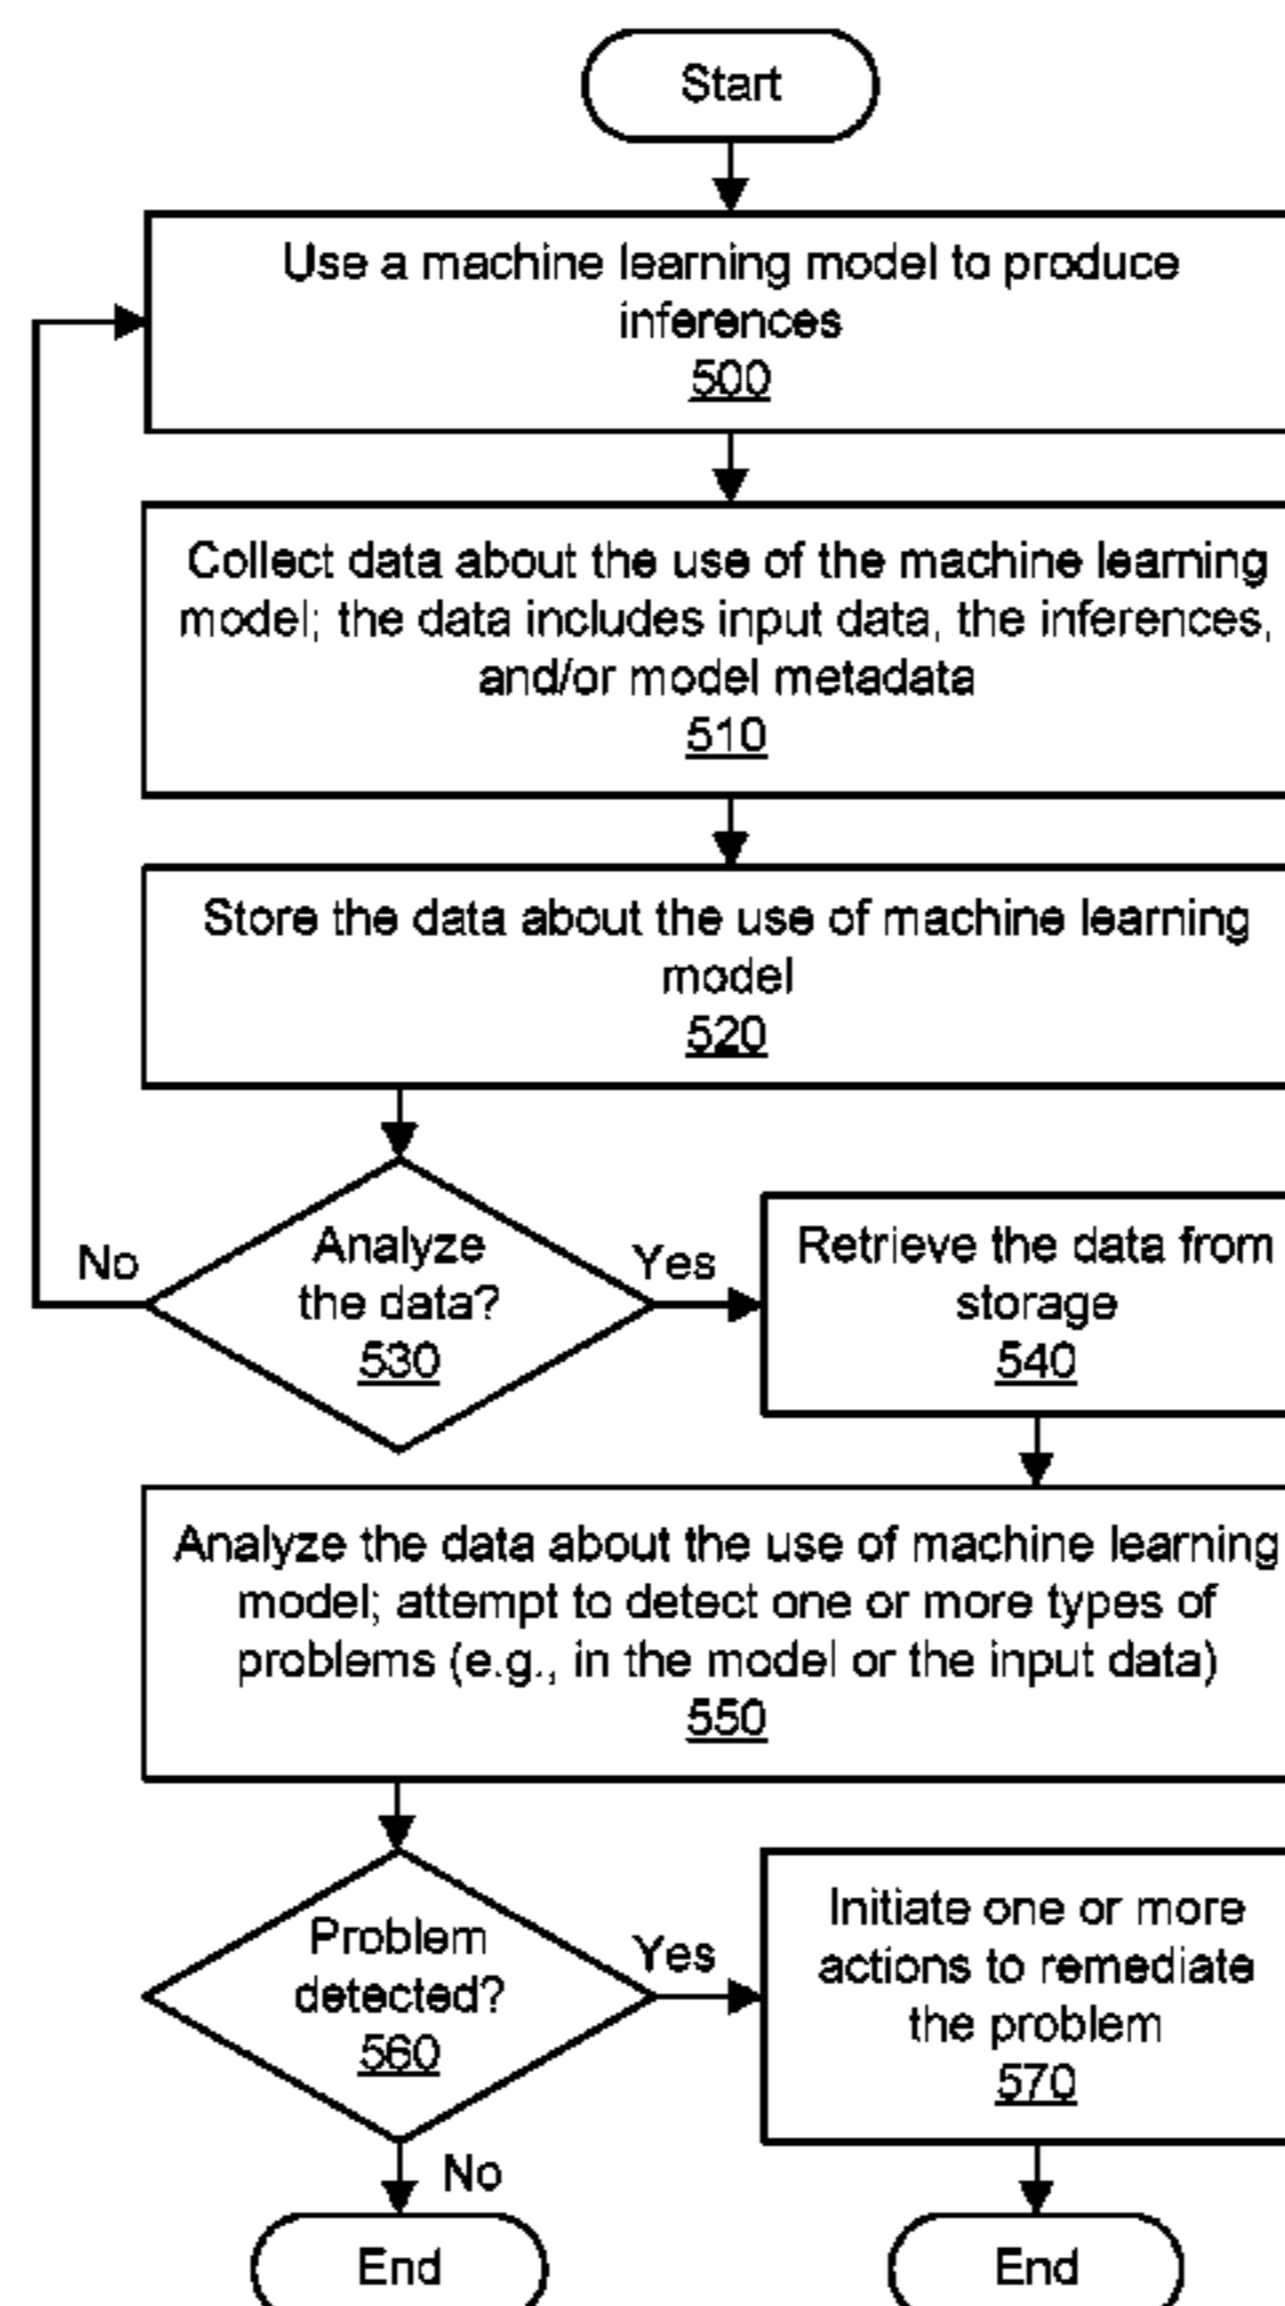 Start
Use a machine learning model to produce
inferences
500
Collect data about the use of the machine learning
model; the data includes input data, the inferences,
and/or model metadata
510
Store the data about the use of machine learning
model
520
No
Analyze
the data?
530
Yes
Retrieve the data from
storage
540
Analyze the data about the use of machine learning
model; attempt to detect one or more types of
problems (e.g., in the model or the input data)
550
Problem
detected?
560
Yes
Initiate one or more
actions to remediate
the problem
570
No
End
End